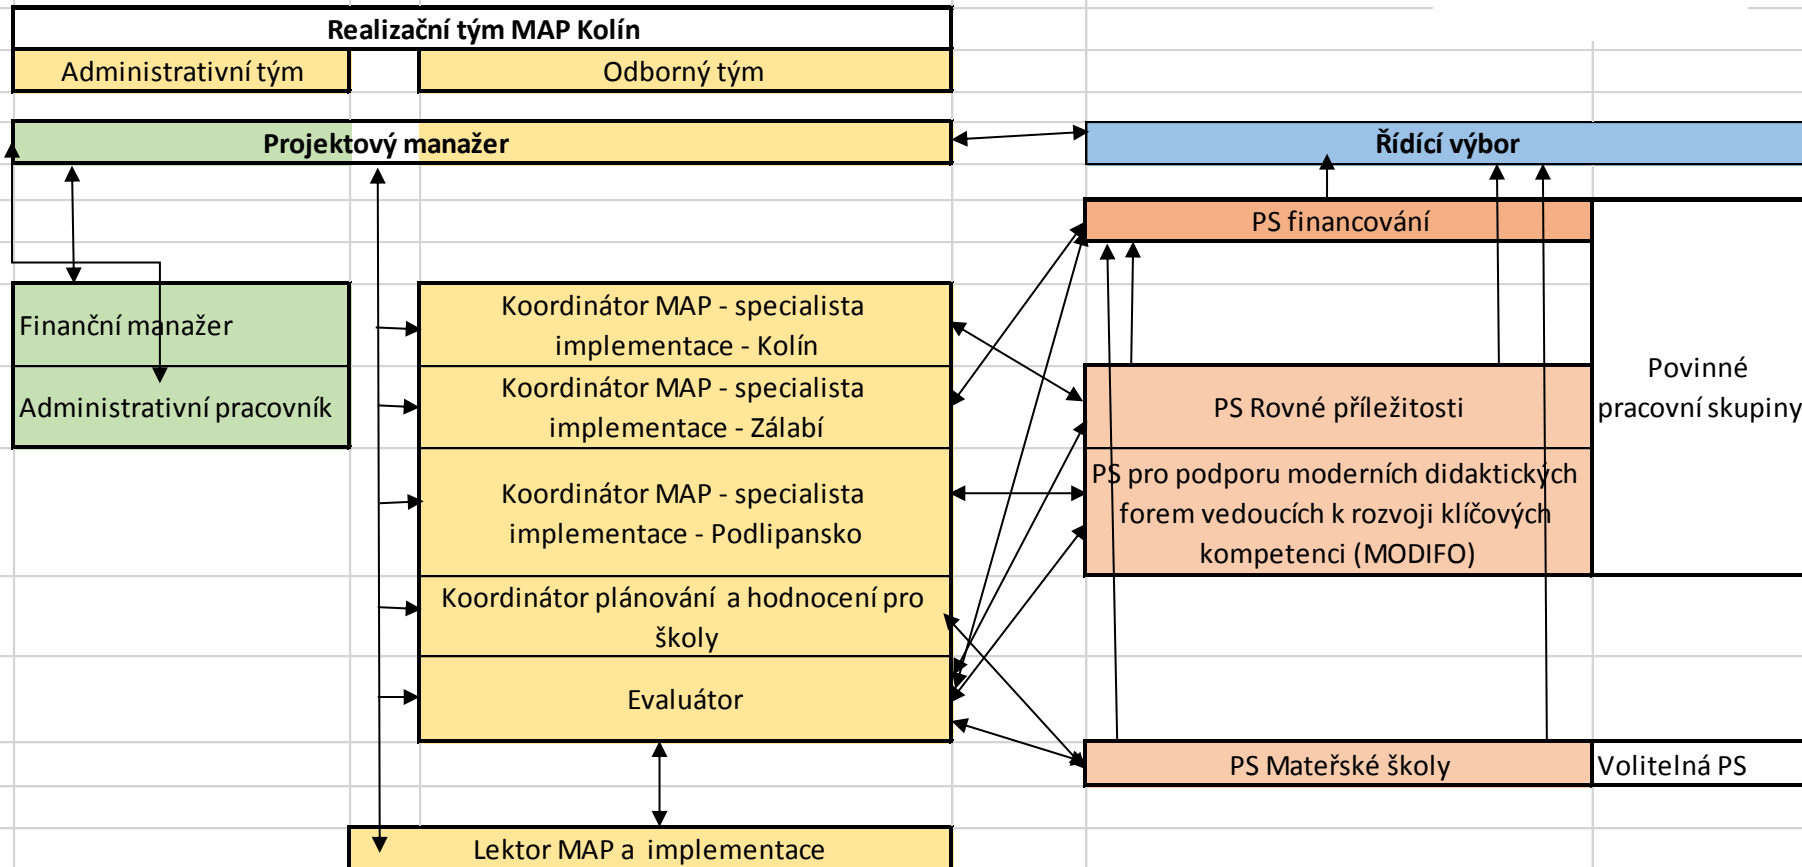 Realizační tým MAP Kolín
Administrativní tým
Odborný tým
Projektový manažer
Řídící výbor
PS financování
Finanční manažer
Administrativní pracovník
Koordinátor MAP - specialista
implementace - Kolín
Koordinátor MAP - specialista
implementace - Zálabí
Koordinátor MAP - specialista
implementace - Podlipansko
Koordinátor plánování a hodnocení pro
školy
Evaluátor
PS Rovné příležitosti
PS pro podporu moderních didaktických
forem vedoucích k rozvoji klíčových
kompetenci (MODIFO)
Povinné
pracovní skupiny
PS Mateřské školy
Volitelná PS
Lektor MAP a implementace